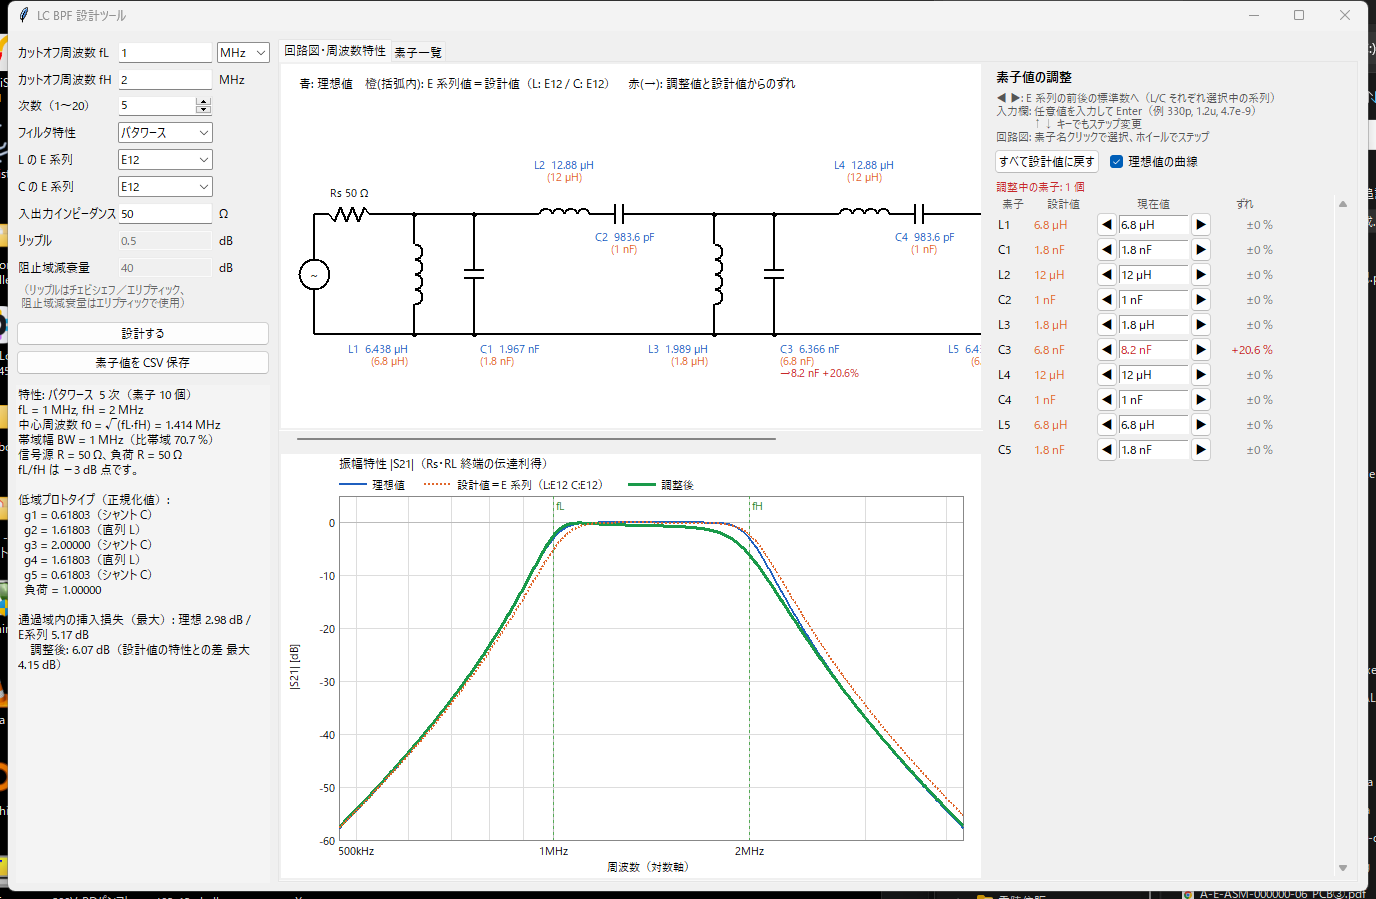 LC BPF 設計ツール
カットオフ周波数 fL 1 MHz
カットオフ周波数 fH 2 MHz
次数（1～20） 5
フィルタ特性 バタワース
L の E 系列 E12
C の E 系列 E12
入出力インピーダンス 50 Ω
リップル 0.5 dB
阻止域減衰量 40 dB
（リップルはチェビシェフ／エリプティック、
阻止域減衰量はエリプティックで使用）
設計する
素子値を CSV 保存
特性: バタワース 5 次（素子 10 個）
fL = 1 MHz, fH = 2 MHz
中心周波数 f0 = √(fL·fH) = 1.414 MHz
帯域幅 BW = 1 MHz（比帯域 70.7 %）
信号源 R = 50 Ω、負荷 R = 50 Ω
fL/fH は −3 dB 点です。
低域プロトタイプ（正規化値）:
g1 = 0.61803（シャント C）
g2 = 1.61803（直列 L）
g3 = 2.00000（シャント C）
g4 = 1.61803（直列 L）
g5 = 0.61803（シャント C）
負荷 = 1.00000
通過域内の挿入損失（最大）: 理想 2.98 dB /
E系列 5.17 dB
調整後: 6.07 dB（設計値の特性との差 最大
4.15 dB）
回路図・周波数特性 素子一覧
青: 理想値 橙(括弧内): E 系列値＝設計値（L: E12 / C: E12） 赤(→): 調整値と設計値からのずれ
L2 12.88 μH
(12 μH)
L4 12.88 μH
(12 μH)
Rs 50 Ω
C2 983.6 pF
(1 nF)
C4 983.6 pF
(1 nF)
~
L1 6.438 μH
(6.8 μH)
C1 1.967 nF
(1.8 nF)
L3 1.989 μH
(1.8 μH)
C3 6.366 nF
(6.8 nF)
→8.2 nF +20.6%
L5 6.4
(6.
振幅特性 |S21|（Rs・RL 終端の伝達利得）
理想値 設計値＝E 系列（L:E12 C:E12） 調整後
fL fH
0
-10
-20
-30
-40
-50
-60
|S21| [dB]
500kHz 1MHz 2MHz
周波数（対数軸）
素子値の調整
◀ ▶: E 系列の前後の標準数へ（L/C それぞれ選択中の系列）
入力欄: 任意値を入力して Enter（例 330p, 1.2u, 4.7e-9）
↑ ↓ キーでもステップ変更
回路図: 素子名クリックで選択、ホイールでステップ
すべて設計値に戻す 理想値の曲線
調整中の素子: 1 個
素子 設計値 現在値 ずれ
L1 6.8 μH ◀ 6.8 μH ▶ ±0 %
C1 1.8 nF ◀ 1.8 nF ▶ ±0 %
L2 12 μH ◀ 12 μH ▶ ±0 %
C2 1 nF ◀ 1 nF ▶ ±0 %
L3 1.8 μH ◀ 1.8 μH ▶ ±0 %
C3 6.8 nF ◀ 8.2 nF ▶ +20.6 %
L4 12 μH ◀ 12 μH ▶ ±0 %
C4 1 nF ◀ 1 nF ▶ ±0 %
L5 6.8 μH ◀ 6.8 μH ▶ ±0 %
C5 1.8 nF ◀ 1.8 nF ▶ ±0 %
A-E-ASM-000000-06_PCB③.pdf